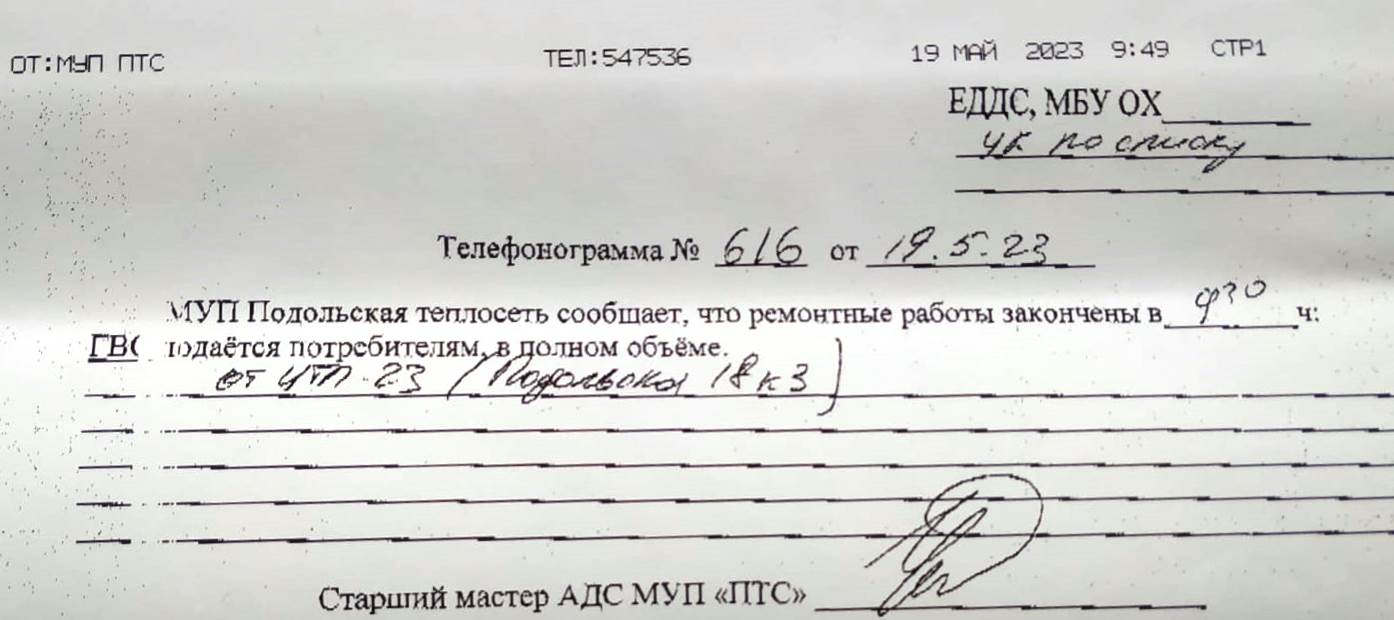 ОТ:МУП ПТС ТЕЛ:547536 19 МАЙ 2023 9:49 СТР1
ЕДДС, МБУ ОХ
УК по списку
Телефонограмма № 616 от 19.5.23
МУП Подольская теплосеть сообщает, что ремонтные работы закончены в 9³⁰ ч:
ГВС подаётся потребителям, в полном объёме.
от ЦТП-23 (Подольская 18 к 3)
Старший мастер АДС МУП «ПТС»